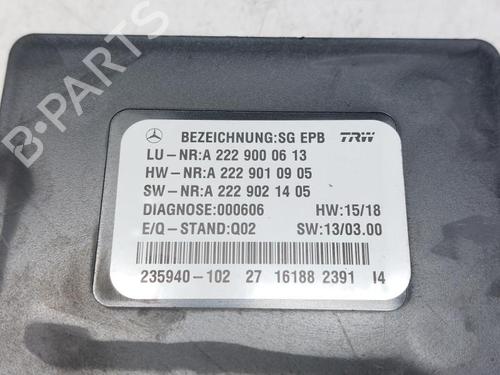 BEZEICHNUNG:SG EPB TRW
LU-NR:A 222 900 06 13
HW-NR:A 222 901 09 05
SW-NR:A 222 902 14 05
DIAGNOSE:000606 HW:15/18
E/Q-STAND:Q02 SW:13/03.00
235940-102 27 16188 2391 I4
B-PARTS